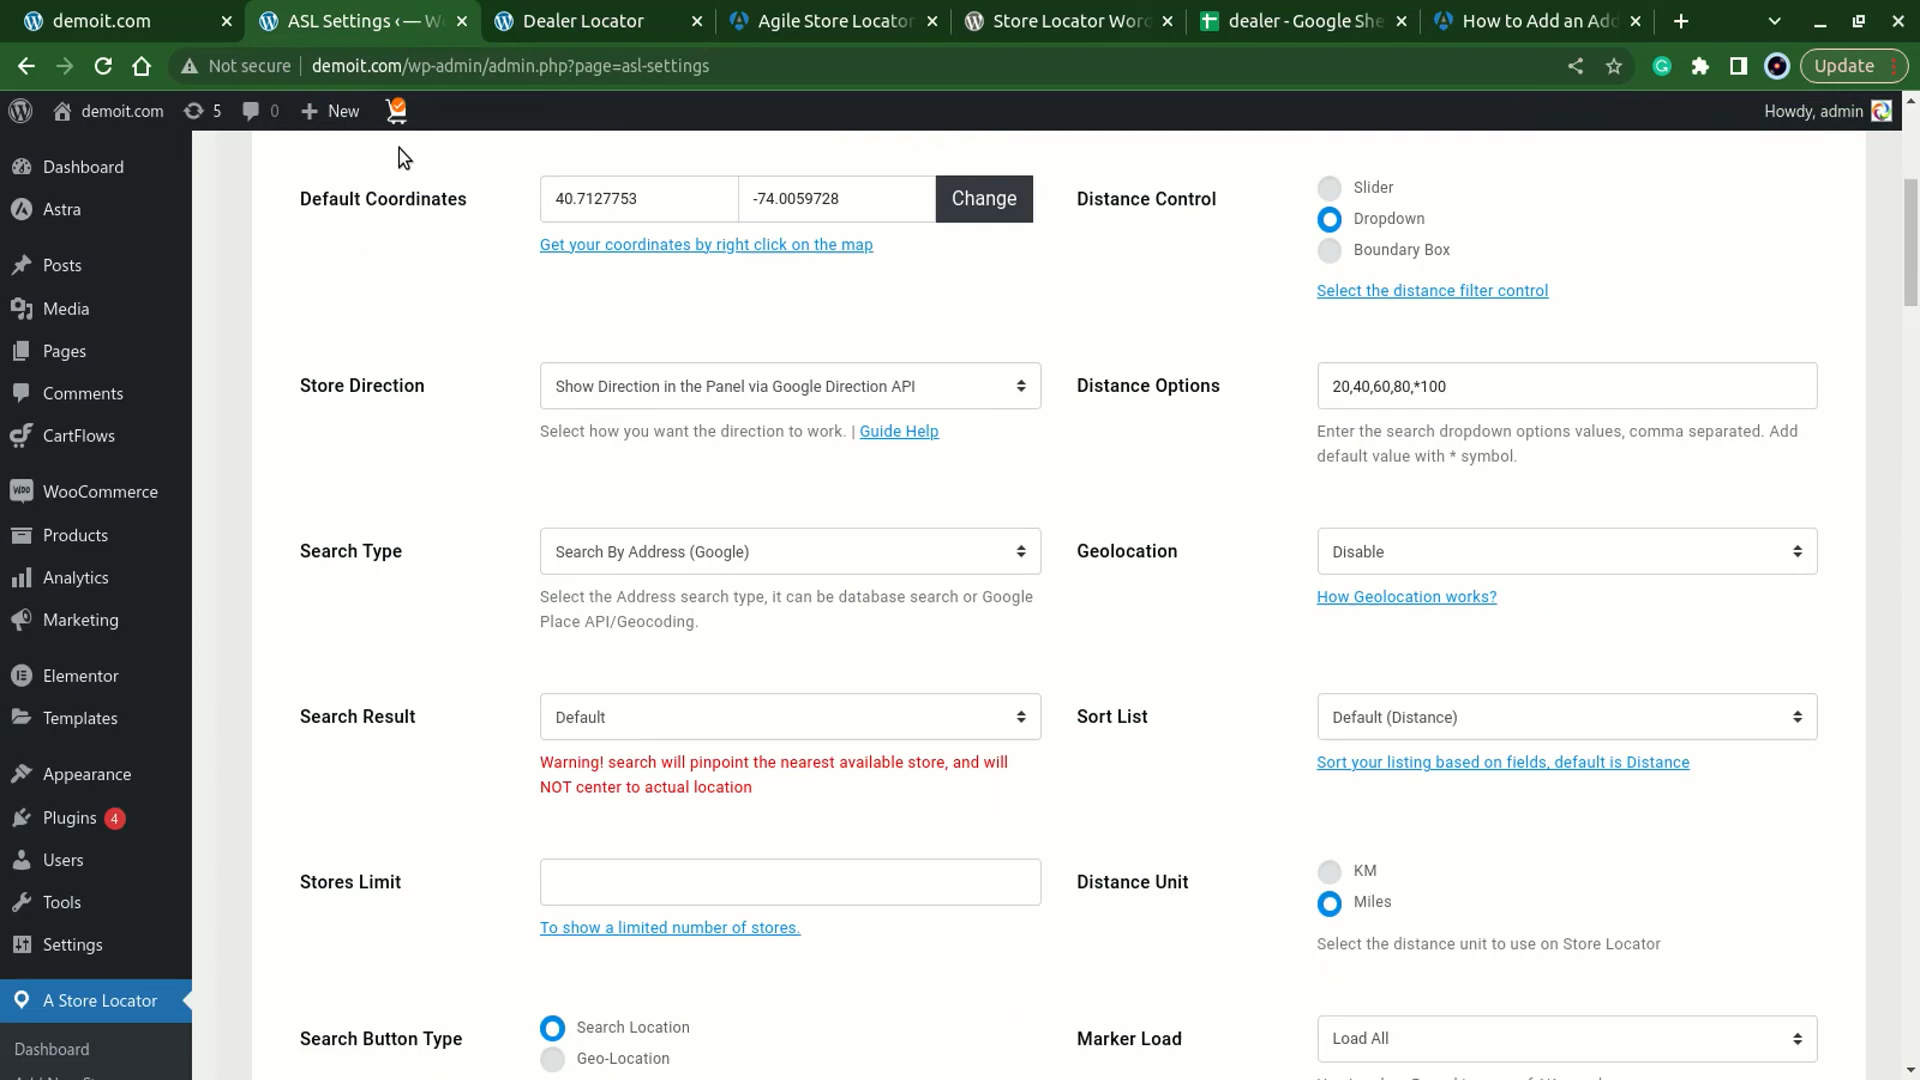 demoit.com
ASL Settings ‹ — W
Dealer Locator
Agile Store Locator
Store Locator Word
dealer - Google She
How to Add an Add
Not secure
demoit.com/wp-admin/admin.php?page=asl-settings
Update
demoit.com
5
0
New
Howdy, admin
Dashboard
Astra
Posts
Media
Pages
Comments
CartFlows
WooCommerce
Products
Analytics
Marketing
Elementor
Templates
Appearance
Plugins 4
Users
Tools
Settings
A Store Locator
Dashboard
Default Coordinates
40.7127753
-74.0059728
Change
Get your coordinates by right click on the map
Distance Control
Slider
Dropdown
Boundary Box
Select the distance filter control
Store Direction
Show Direction in the Panel via Google Direction API
Select how you want the direction to work. | Guide Help
Distance Options
20,40,60,80,*100
Enter the search dropdown options values, comma separated. Add
default value with * symbol.
Search Type
Search By Address (Google)
Select the Address search type, it can be database search or Google
Place API/Geocoding.
Geolocation
Disable
How Geolocation works?
Search Result
Default
Warning! search will pinpoint the nearest available store, and will
NOT center to actual location
Sort List
Default (Distance)
Sort your listing based on fields, default is Distance
Stores Limit
To show a limited number of stores.
Distance Unit
KM
Miles
Select the distance unit to use on Store Locator
Search Button Type
Search Location
Geo-Location
Marker Load
Load All